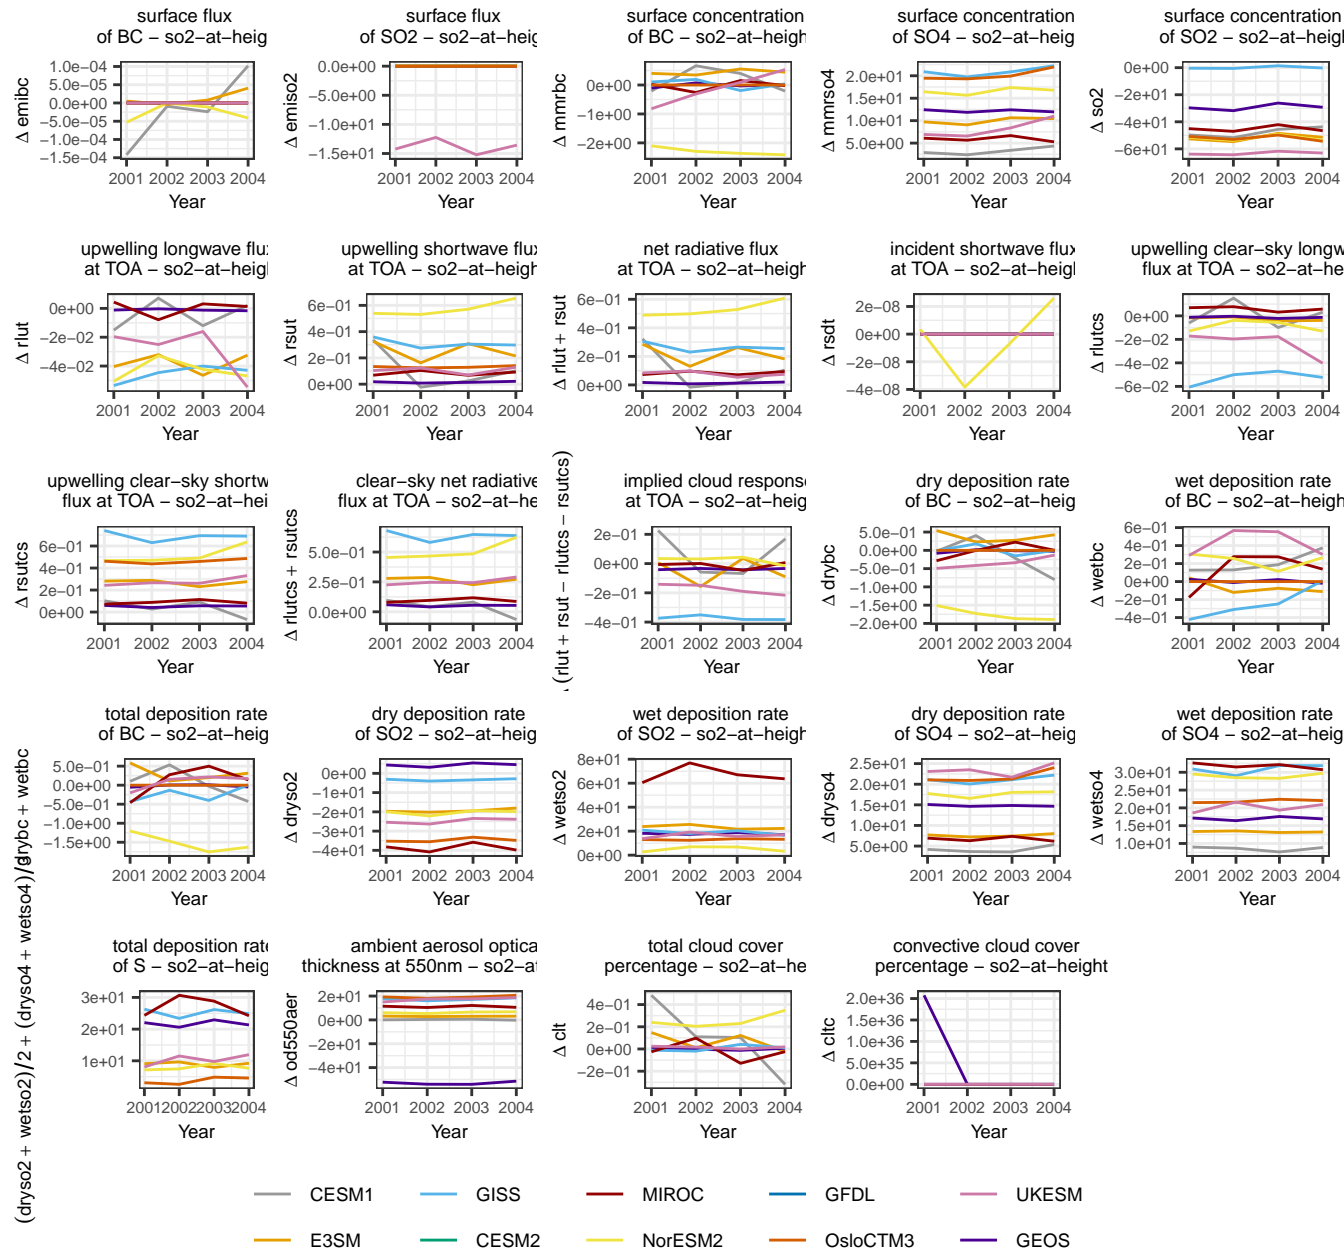 surface flux
of BC − so2−at−heig
Δ emibc
1.0e−04
5.0e−05
0.0e+00
−5.0e−05
−1.0e−04
−1.5e−04
2001 2002 2003 2004
Year
surface flux
of SO2 − so2−at−heig
Δ emiso2
0.0e+00
−5.0e+00
−1.0e+01
−1.5e+01
2001 2002 2003 2004
Year
surface concentration
of BC − so2−at−heigh
Δ mmrbc
0e+00
−1e+00
−2e+00
2001 2002 2003 2004
Year
surface concentration
of SO4 − so2−at−heig
Δ mmrso4
2.0e+01
1.5e+01
1.0e+01
5.0e+00
2001 2002 2003 2004
Year
surface concentration
of SO2 − so2−at−heig
Δ so2
0e+00
−2e+01
−4e+01
−6e+01
2001 2002 2003 2004
Year
upwelling longwave flux
at TOA − so2−at−heigh
Δ rlut
0e+00
−2e−02
−4e−02
2001 2002 2003 2004
Year
upwelling shortwave flux
at TOA − so2−at−heigh
Δ rsut
6e−01
4e−01
2e−01
0e+00
2001 2002 2003 2004
Year
net radiative flux
at TOA − so2−at−heigh
Δ rlut + rsut
6e−01
4e−01
2e−01
0e+00
2001 2002 2003 2004
Year
incident shortwave flux
at TOA − so2−at−heigl
Δ rsdt
2e−08
0e+00
−2e−08
−4e−08
2001 2002 2003 2004
Year
upwelling clear−sky longw
flux at TOA − so2−at−he
Δ rlutcs
0e+00
−2e−02
−4e−02
−6e−02
2001 2002 2003 2004
Year
upwelling clear−sky shortw
flux at TOA − so2−at−hei
Δ rsutcs
6e−01
4e−01
2e−01
0e+00
2001 2002 2003 2004
Year
clear−sky net radiative
flux at TOA − so2−at−he
Δ rlutcs + rsutcs
5.0e−01
2.5e−01
0.0e+00
2001 2002 2003 2004
Year
implied cloud response
at TOA − so2−at−heig
(rlut + rsut − rlutcs − rsutcs)
2e−01
0e+00
−2e−01
−4e−01
2001 2002 2003 2004
Year
dry deposition rate
of BC − so2−at−heig
Δ drybc
5.0e−01
0.0e+00
−5.0e−01
−1.0e+00
−1.5e+00
−2.0e+00
2001 2002 2003 2004
Year
wet deposition rate
of BC − so2−at−height
Δ wetbc
6e−01
4e−01
2e−01
0e+00
−2e−01
−4e−01
2001 2002 2003 2004
Year
total deposition rate
of BC − so2−at−heig
drybc + wetbc
5.0e−01
0.0e+00
−5.0e−01
−1.0e+00
−1.5e+00
2001 2002 2003 2004
Year
dry deposition rate
of SO2 − so2−at−heig
Δ dryso2
0e+00
−1e+01
−2e+01
−3e+01
−4e+01
2001 2002 2003 2004
Year
wet deposition rate
of SO2 − so2−at−heigh
Δ wetso2
8e+01
6e+01
4e+01
2e+01
0e+00
2001 2002 2003 2004
Year
dry deposition rate
of SO4 − so2−at−heig
Δ dryso4
2.5e+01
2.0e+01
1.5e+01
1.0e+01
5.0e+00
2001 2002 2003 2004
Year
wet deposition rate
of SO4 − so2−at−heigh
Δ wetso4
3.0e+01
2.5e+01
2.0e+01
1.5e+01
1.0e+01
2001 2002 2003 2004
Year
total deposition rate
of S − so2−at−heig
(dryso2 + wetso2)/2 + (dryso4 + wetso4)/3
3e+01
2e+01
1e+01
2001 2002 2003 2004
Year
ambient aerosol optica
thickness at 550nm − so2−at
Δ od550aer
2e+01
0e+00
−2e+01
−4e+01
2001 2002 2003 2004
Year
total cloud cover
percentage − so2−at−he
Δ clt
4e−01
2e−01
0e+00
−2e−01
2001 2002 2003 2004
Year
convective cloud cover
percentage − so2−at−height
Δ cltc
2.0e+36
1.5e+36
1.0e+36
5.0e+35
0.0e+00
2001 2002 2003 2004
Year
CESM1 GISS MIROC GFDL UKESM
E3SM CESM2 NorESM2 OsloCTM3 GEOS